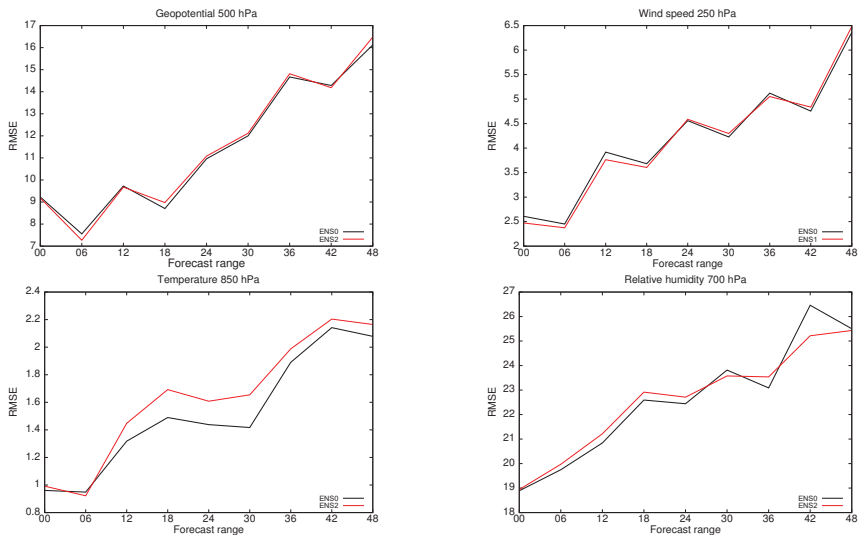 Geopotential 500 hPa
17
16
15
14
13
12
11
10
9
8
7
RMSE
00 06 12 18 24 30 36 42 48
Forecast range
ENS0
ENS2
Wind speed 250 hPa
6.5
6
5.5
5
4.5
4
3.5
3
2.5
2
RMSE
00 06 12 18 24 30 36 42 48
Forecast range
ENS0
ENS1
Temperature 850 hPa
2.4
2.2
2
1.8
1.6
1.4
1.2
1
0.8
RMSE
00 06 12 18 24 30 36 42 48
Forecast range
ENS0
ENS2
Relative humidity 700 hPa
27
26
25
24
23
22
21
20
19
18
RMSE
00 06 12 18 24 30 36 42 48
Forecast range
ENS0
ENS2